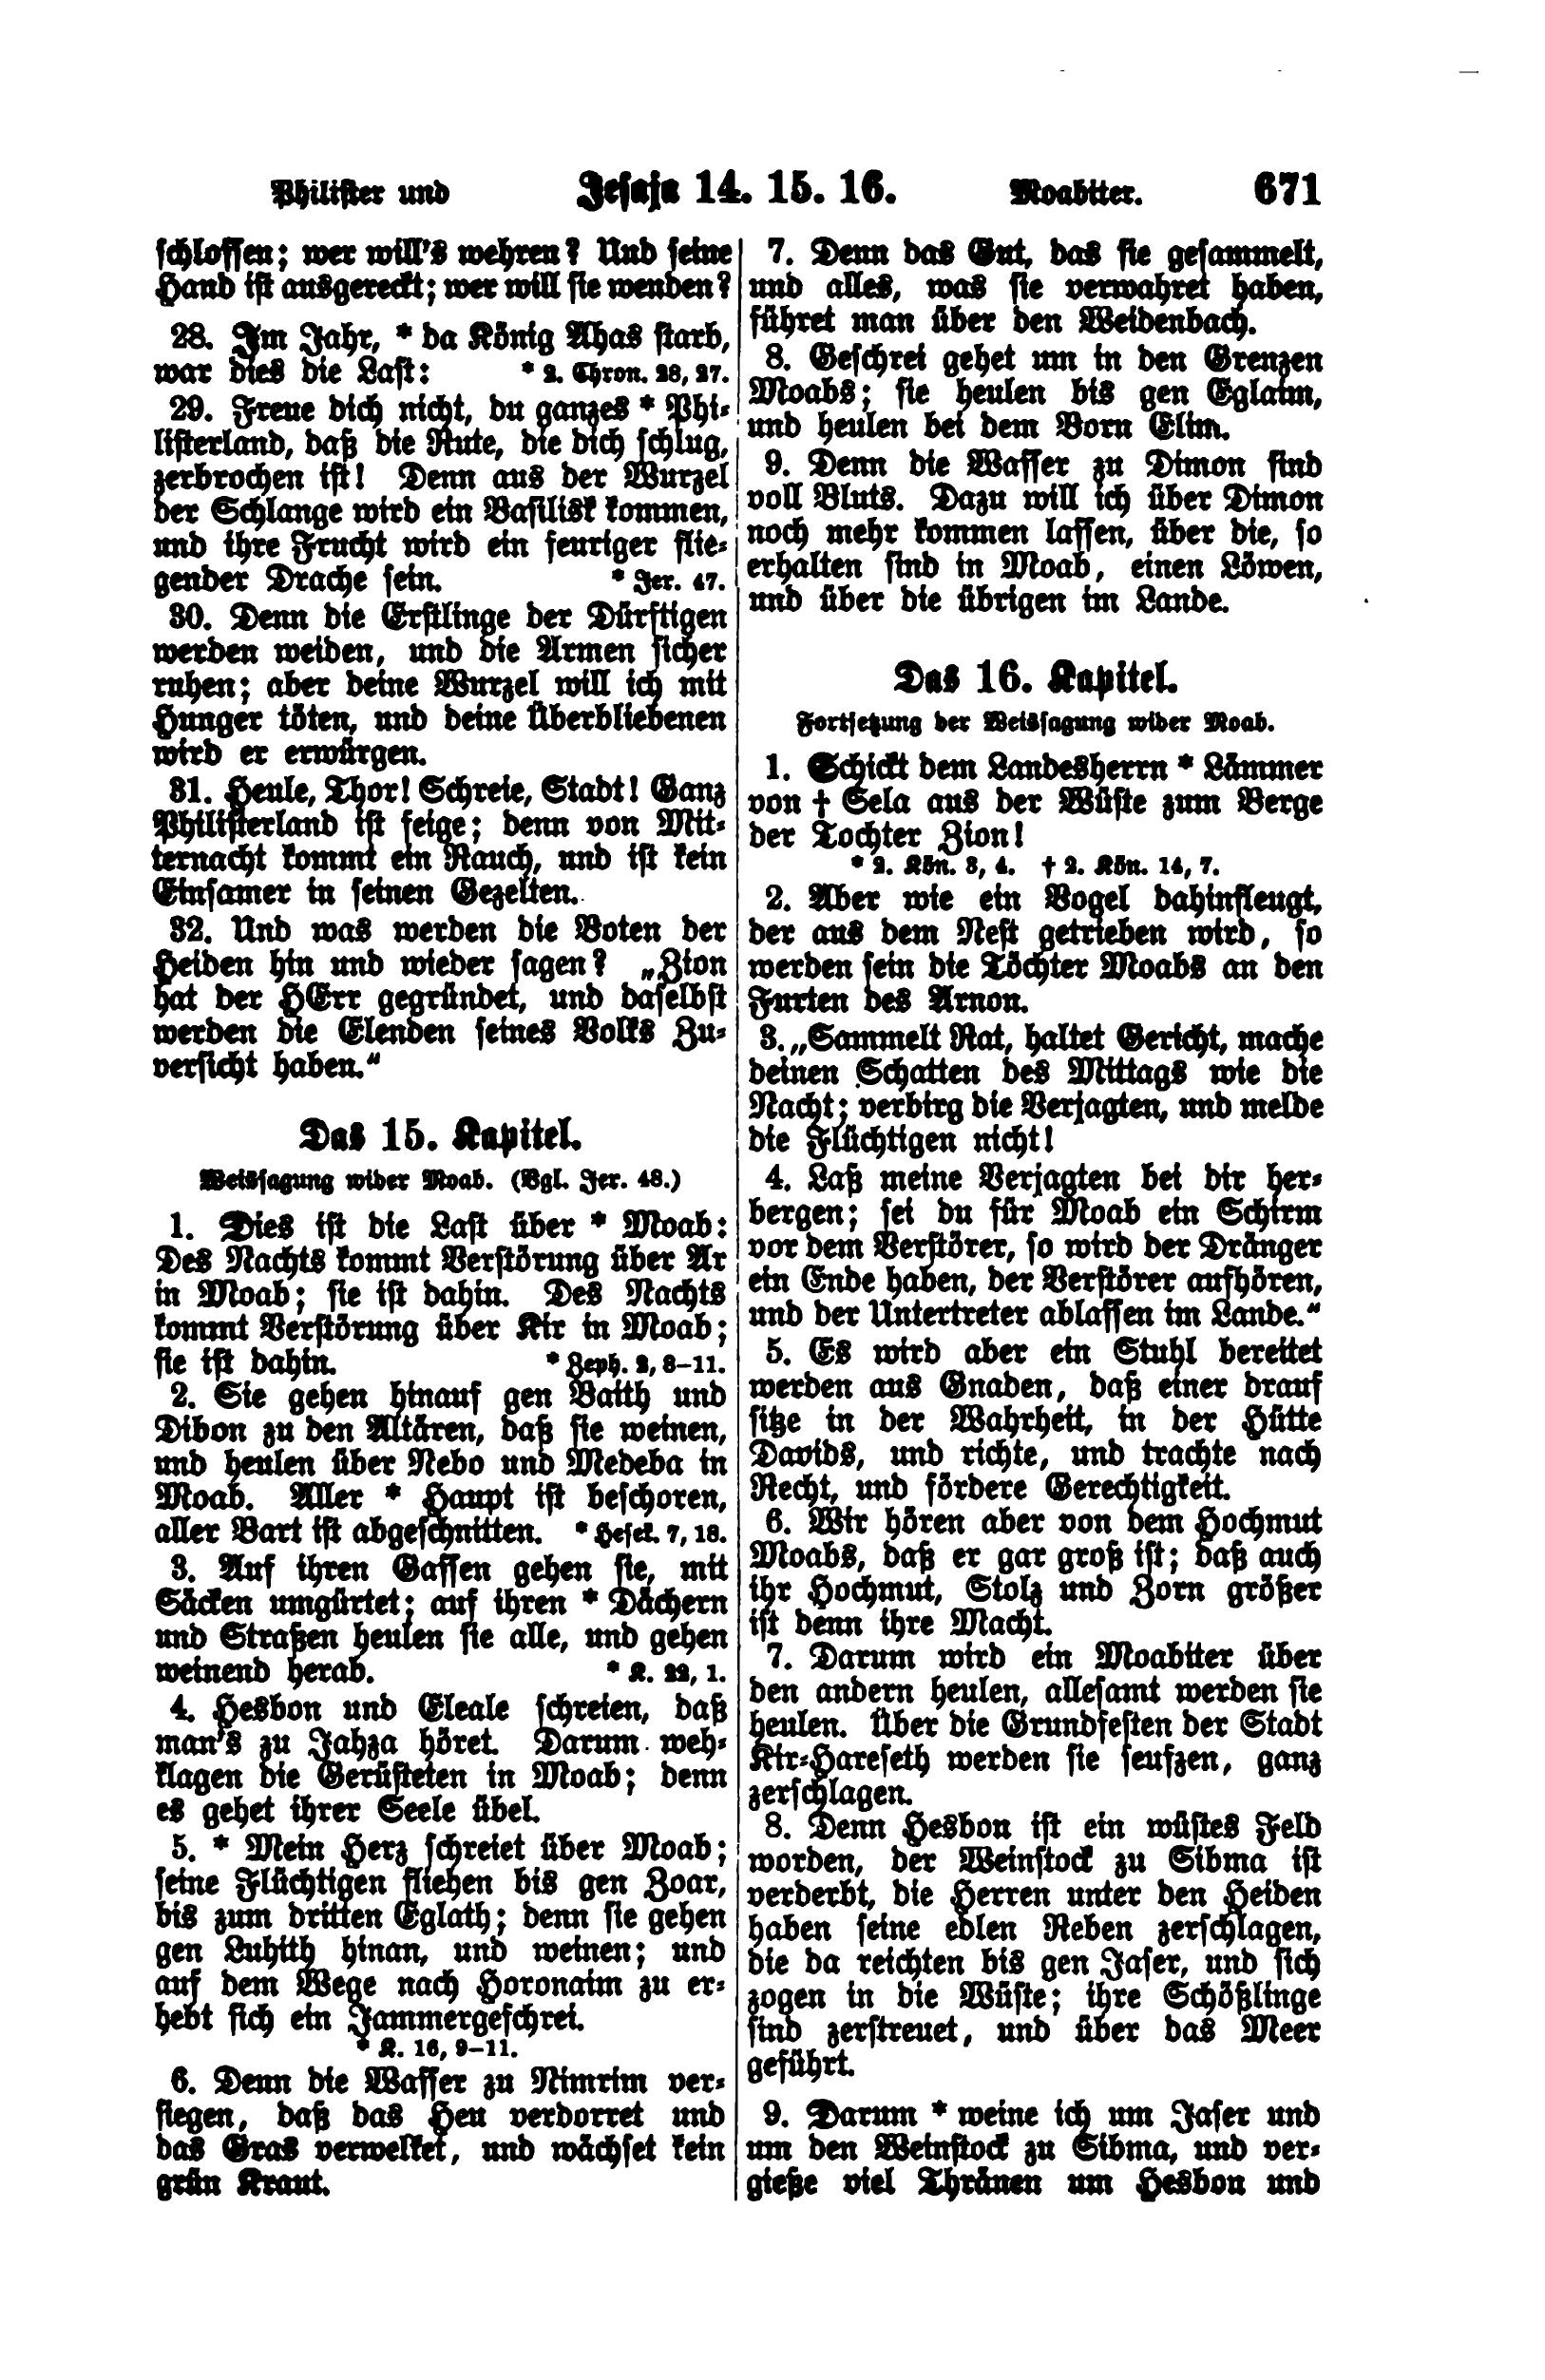 Philister und Jesaja 14. 15. 16. Moabiter. 671
schlossen; wer will's wehren? Und seine
Hand ist ausgereckt; wer will sie wenden?
28. Im Jahr, * da König Ahas starb,
war dies die Last: * 2. Chron. 28, 27.
29. Freue dich nicht, du ganzes * Phi-
listerland, daß die Rute, die dich schlug,
zerbrochen ist! Denn aus der Wurzel
der Schlange wird ein Basilisk kommen,
und ihre Frucht wird ein feuriger flie-
gender Drache sein. * Jer. 47.
30. Denn die Erstlinge der Dürftigen
werden weiden, und die Armen sicher
ruhen; aber deine Wurzel will ich mit
Hunger töten, und deine Überbliebenen
wird er erwürgen.
31. Heule, Thor! Schreie, Stadt! Ganz
Philisterland ist feige; denn von Mit-
ternacht kommt ein Rauch, und ist kein
Einsamer in seinen Gezelten.
32. Und was werden die Boten der
Heiden hin und wieder sagen? „Zion
hat der HErr gegründet, und daselbst
werden die Elenden seines Volks Zu-
versicht haben.“
Das 15. Kapitel.
Weissagung wider Moab. (Vgl. Jer. 48.)
1. Dies ist die Last über * Moab:
Des Nachts kommt Verstörung über Ar
in Moab; sie ist dahin. Des Nachts
kommt Verstörung über Kir in Moab;
sie ist dahin. * Zeph. 2, 8–11.
2. Sie gehen hinauf gen Baith und
Dibon zu den Altären, daß sie weinen,
und heulen über Nebo und Medeba in
Moab. Aller * Haupt ist beschoren,
aller Bart ist abgeschnitten. * Hesek. 7, 18.
3. Auf ihren Gassen gehen sie, mit
Säcken umgürtet; auf ihren * Dächern
und Straßen heulen sie alle, und gehen
weinend herab. * K. 22, 1.
4. Hesbon und Eleale schreien, daß
man's zu Jahza höret. Darum weh-
klagen die Gerüsteten in Moab; denn
es gehet ihrer Seele übel.
5. * Mein Herz schreiet über Moab;
seine Flüchtigen fliehen bis gen Zoar,
bis zum dritten Eglath; denn sie gehen
gen Luhith hinan, und weinen; und
auf dem Wege nach Horonaim zu er-
hebt sich ein Jammergeschrei.
* K. 16, 9–11.
6. Denn die Wasser zu Nimrim ver-
siegen, daß das Heu verdorret und
das Gras verwelket, und wächset kein
grün Kraut.
7. Denn das Gut, das sie gesammelt,
und alles, was sie verwahret haben,
führet man über den Weidenbach.
8. Geschrei gehet um in den Grenzen
Moabs; sie heulen bis gen Eglaim,
und heulen bei dem Born Elim.
9. Denn die Wasser zu Dimon sind
voll Bluts. Dazu will ich über Dimon
noch mehr kommen lassen, über die, so
erhalten sind in Moab, einen Löwen,
und über die übrigen im Lande.
Das 16. Kapitel.
Fortsetzung der Weissagung wider Moab.
1. Schickt dem Landesherrn * Lämmer
von † Sela aus der Wüste zum Berge
der Tochter Zion!
* 2. Kön. 3, 4. † 2. Kön. 14, 7.
2. Aber wie ein Vogel dahinfleugt,
der aus dem Nest getrieben wird, so
werden sein die Töchter Moabs an den
Furten des Arnon.
3. „Sammelt Rat, haltet Gericht, mache
deinen Schatten des Mittags wie die
Nacht; verbirg die Verjagten, und melde
die Flüchtigen nicht!
4. Laß meine Verjagten bei dir her-
bergen; sei du für Moab ein Schirm
vor dem Verstörer, so wird der Dränger
ein Ende haben, der Verstörer aufhören,
und der Untertreter ablassen im Lande.“
5. Es wird aber ein Stuhl bereitet
werden aus Gnaden, daß einer drauf
sitze in der Wahrheit, in der Hütte
Davids, und richte, und trachte nach
Recht, und fördere Gerechtigkeit.
6. Wir hören aber von dem Hochmut
Moabs, daß er gar groß ist; daß auch
ihr Hochmut, Stolz und Zorn größer
ist denn ihre Macht.
7. Darum wird ein Moabiter über
den andern heulen, allesamt werden sie
heulen. Über die Grundfesten der Stadt
Kir-Hareseth werden sie seufzen, ganz
zerschlagen.
8. Denn Hesbon ist ein wüstes Feld
worden, der Weinstock zu Sibma ist
verderbt, die Herren unter den Heiden
haben seine edlen Reben zerschlagen,
die da reichten bis gen Jaser, und sich
zogen in die Wüste; ihre Schößlinge
sind zerstreuet, und über das Meer
geführt.
9. Darum * weine ich um Jaser und
um den Weinstock zu Sibma, und ver-
gieße viel Thränen um Hesbon und